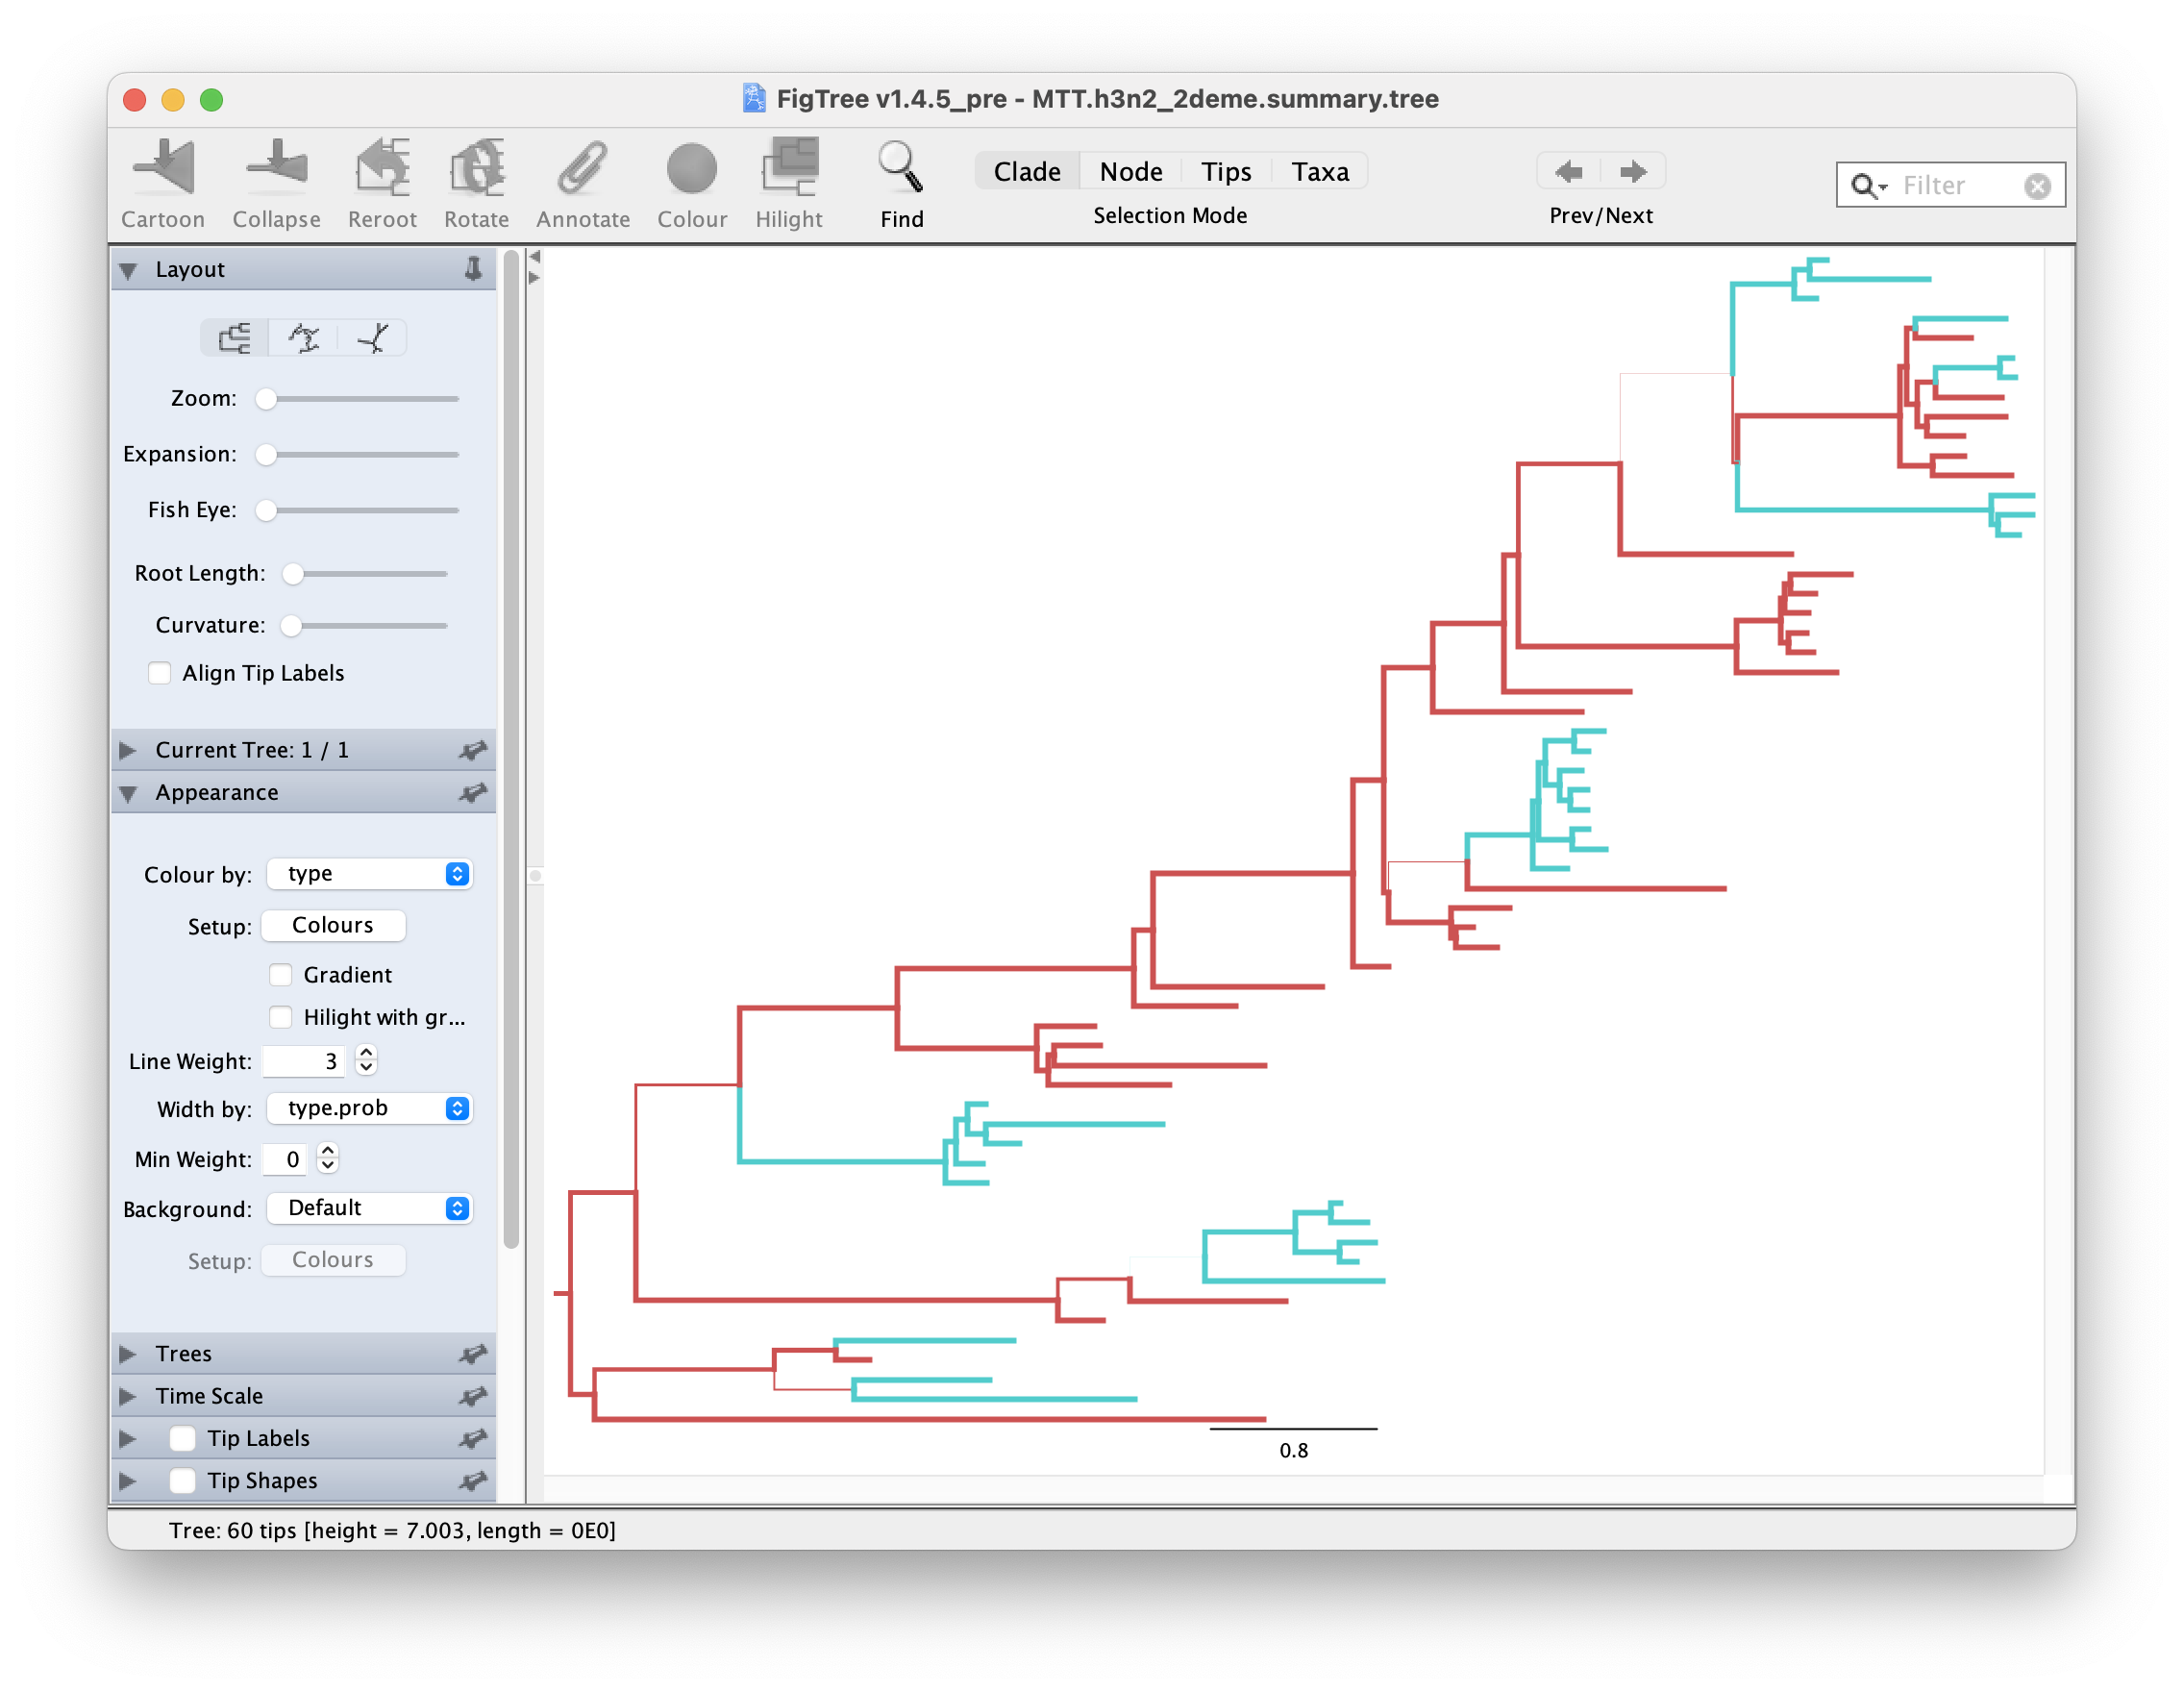 FigTree v1.4.5_pre - MTT.h3n2_2deme.summary.tree
Cartoon Collapse Reroot Rotate Annotate Colour Hilight Find
Clade Node Tips Taxa
Selection Mode
Prev/Next
Filter
Layout
Zoom:
Expansion:
Fish Eye:
Root Length:
Curvature:
Align Tip Labels
Current Tree: 1 / 1
Appearance
Colour by: type
Setup: Colours
Gradient
Hilight with gr...
Line Weight: 3
Width by: type.prob
Min Weight: 0
Background: Default
Setup: Colours
Trees
Time Scale
Tip Labels
Tip Shapes
0.8
Tree: 60 tips [height = 7.003, length = 0E0]